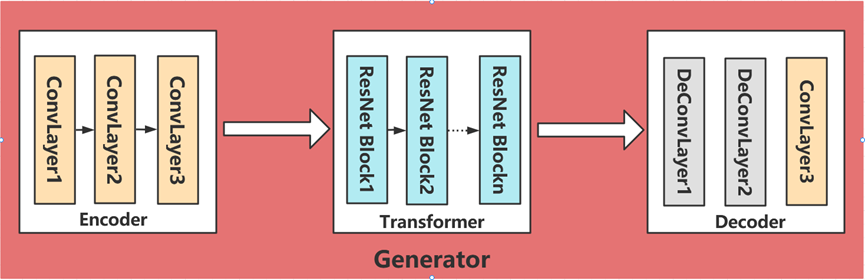 ConvLayer1
ConvLayer2
ConvLayer3
Encoder
ResNet Block1
ResNet Block2
ResNet Blockn
Transformer
DeConvLayer1
DeConvLayer2
ConvLayer3
Decoder
Generator